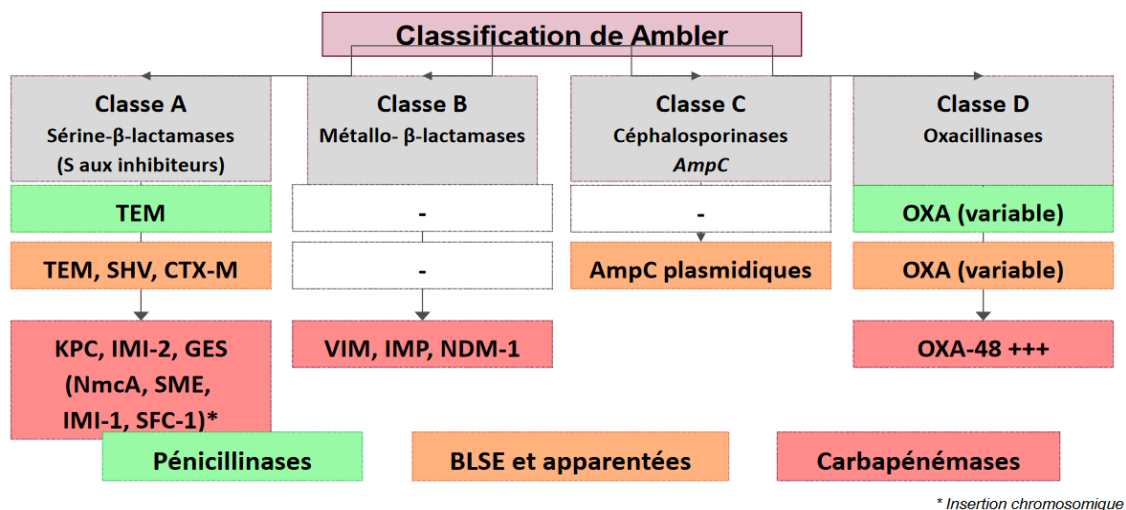 Classification de Ambler
Classe A
Sérine-β-lactamases
(S aux inhibiteurs)
Classe B
Métallo- β-lactamases
Classe C
Céphalosporinases
AmpC
Classe D
Oxacillinases
TEM
-
-
OXA (variable)
TEM, SHV, CTX-M
-
AmpC plasmidiques
OXA (variable)
KPC, IMI-2, GES
(NmcA, SME,
IMI-1, SFC-1)*
VIM, IMP, NDM-1
OXA-48 +++
Pénicillinases
BLSE et apparentées
Carbapénémases
* Insertion chromosomique